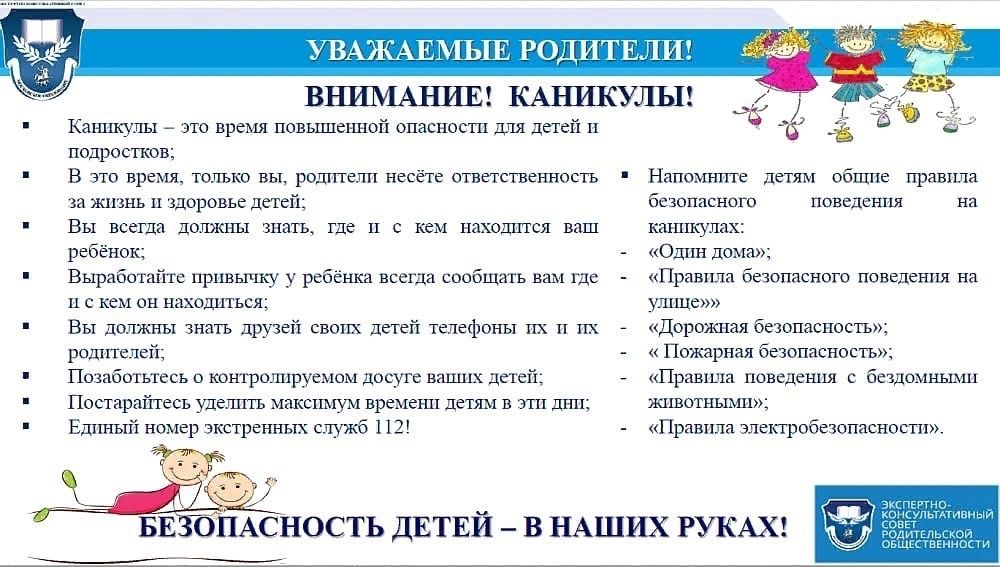 УВАЖАЕМЫЕ РОДИТЕЛИ!
ВНИМАНИЕ! КАНИКУЛЫ!
▪ Каникулы – это время повышенной опасности для детей и
подростков;
▪ В это время, только вы, родители несёте ответственность
за жизнь и здоровье детей;
▪ Вы всегда должны знать, где и с кем находится ваш
ребёнок;
▪ Выработайте привычку у ребёнка всегда сообщать вам где
и с кем он находиться;
▪ Вы должны знать друзей своих детей телефоны их и их
родителей;
▪ Позаботьтесь о контролируемом досуге ваших детей;
▪ Постарайтесь уделить максимум времени детям в эти дни;
▪ Единый номер экстренных служб 112!
▪ Напомните детям общие правила
безопасного поведения на
каникулах:
- «Один дома»;
- «Правила безопасного поведения на
улице»»
- «Дорожная безопасность»;
- « Пожарная безопасность»;
- «Правила поведения с бездомными
животными»;
- «Правила электробезопасности».
БЕЗОПАСНОСТЬ ДЕТЕЙ – В НАШИХ РУКАХ!
ЭКСПЕРТНО-
КОНСУЛЬТАТИВНЫЙ
СОВЕТ
РОДИТЕЛЬСКОЙ
ОБЩЕСТВЕННОСТИ